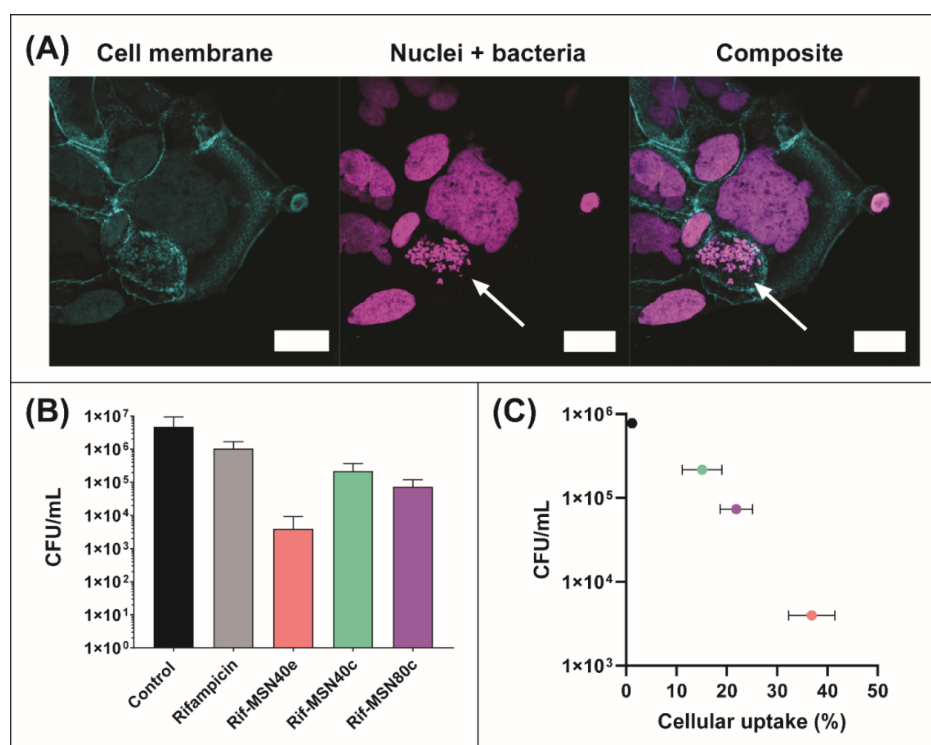 (A)
Cell membrane
Nuclei + bacteria
Composite
(B)
CFU/mL
1×10⁷
1×10⁶
1×10⁵
1×10⁴
1×10³
1×10²
1×10¹
1×10⁰
Control
Rifampicin
Rif-MSN40e
Rif-MSN40c
Rif-MSN80c
(C)
CFU/mL
1×10⁶
1×10⁵
1×10⁴
1×10³
0
10
20
30
40
50
Cellular uptake (%)